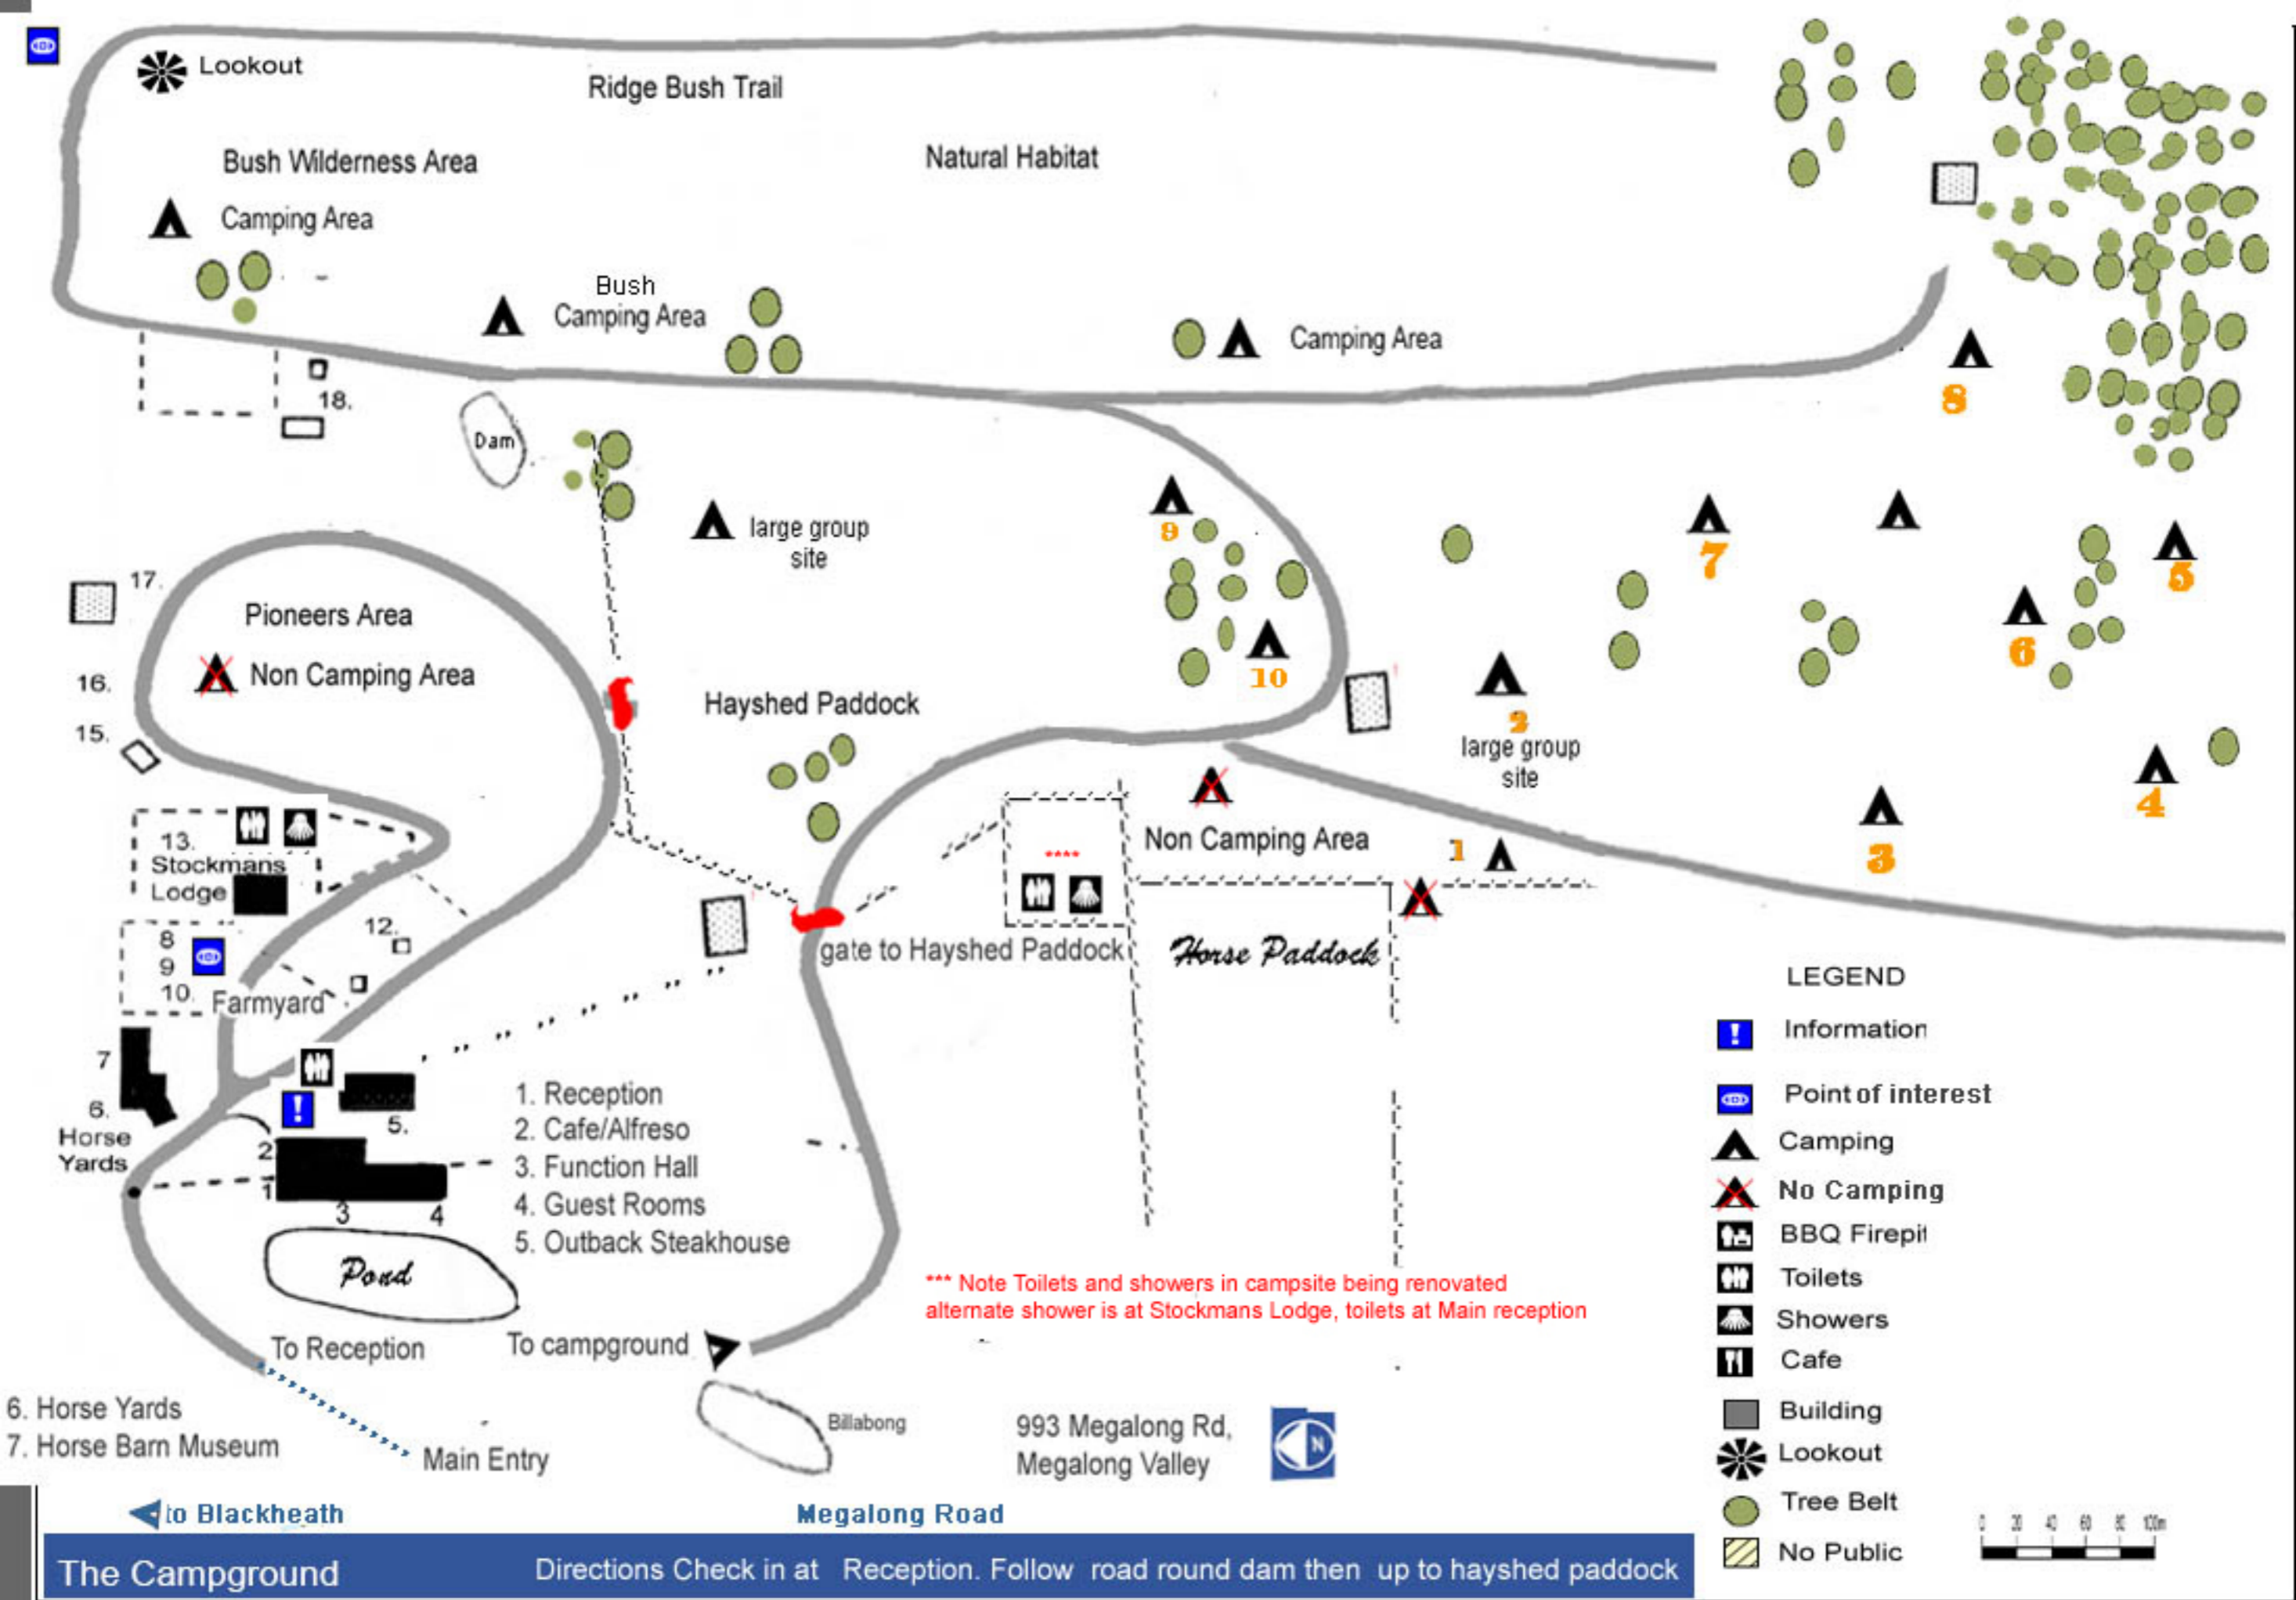 Lookout
Ridge Bush Trail
Natural Habitat
Bush Wilderness Area
Camping Area
Bush
Camping Area
Camping Area
8
18.
Dam
large group
site
9
7
5
17.
Pioneers Area
Non Camping Area
16.
15.
Hayshed Paddock
10
6
2
large group
site
4
3
13.
Stockmans
Lodge
****
Non Camping Area
1
12.
8
9
10.
Farmyard
gate to Hayshed Paddock
Horse Paddock
7
6.
Horse
Yards
!
5.
2
1
3
4
1. Reception
2. Cafe/Alfreso
3. Function Hall
4. Guest Rooms
5. Outback Steakhouse
Pond
*** Note Toilets and showers in campsite being renovated
alternate shower is at Stockmans Lodge, toilets at Main reception
To Reception
To campground
6. Horse Yards
7. Horse Barn Museum
Main Entry
Billabong
993 Megalong Rd,
Megalong Valley
N
LEGEND
! Information
Point of interest
Camping
No Camping
BBQ Firepit
Toilets
Showers
Cafe
Building
Lookout
Tree Belt
No Public
0 20 40 60 80 100m
to Blackheath
Megalong Road
The Campground
Directions Check in at Reception. Follow road round dam then up to hayshed paddock